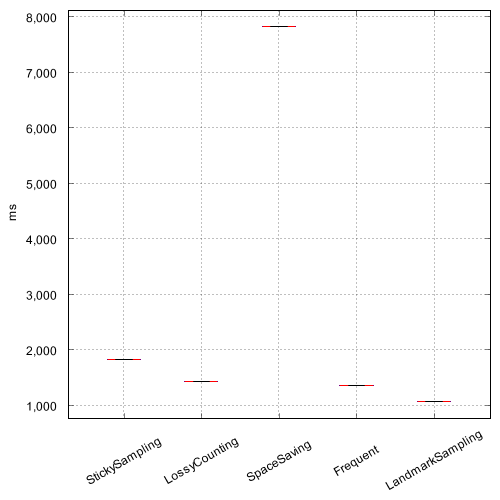 8,000
7,000
6,000
5,000
4,000
3,000
2,000
1,000
ms
StickySampling
LossyCounting
SpaceSaving
Frequent
LandmarkSampling